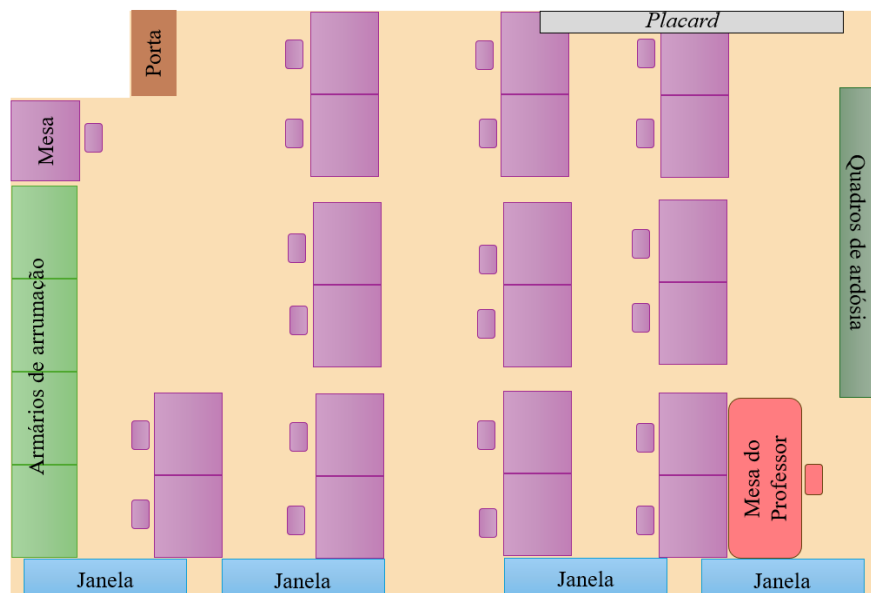 Placard
Porta
Mesa
Quadros de ardósia
Armários de arrumação
Mesa do
Professor
Janela
Janela
Janela
Janela